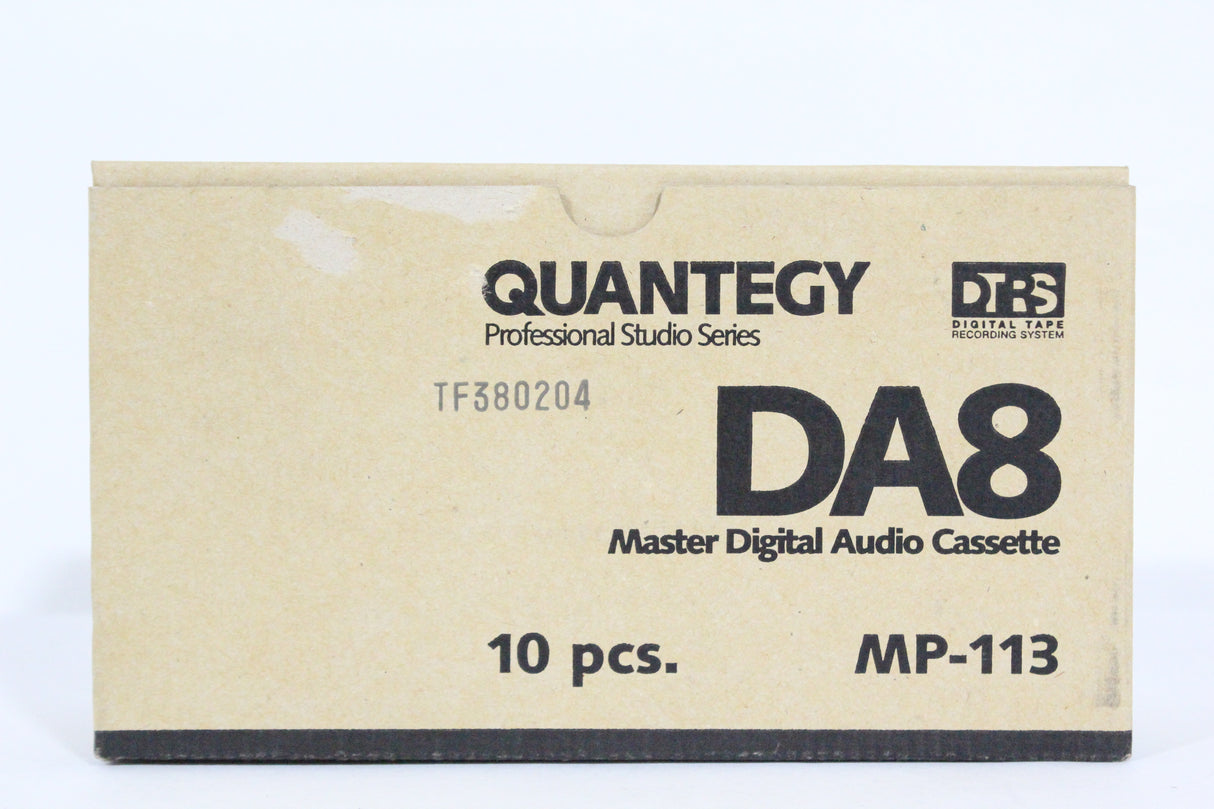 QUANTEGY
Professional Studio Series
DTRS
DIGITAL TAPE
RECORDING SYSTEM
TF380204
DA8
Master Digital Audio Cassette
10 pcs.
MP-113